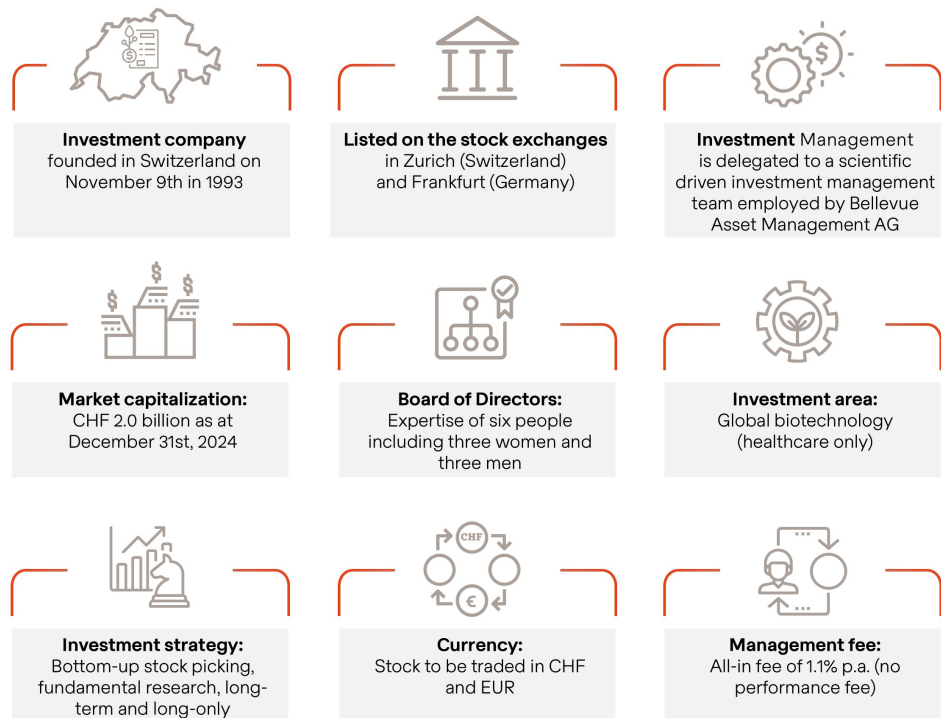 $
Investment company
founded in Switzerland on
November 9th in 1993
Listed on the stock exchanges
in Zurich (Switzerland)
and Frankfurt (Germany)
$
Investment Management
is delegated to a scientific
driven investment management
team employed by Bellevue
Asset Management AG
$ $ $
Market capitalization:
CHF 2.0 billion as at
December 31st, 2024
Board of Directors:
Expertise of six people
including three women and
three men
Investment area:
Global biotechnology
(healthcare only)
Investment strategy:
Bottom-up stock picking,
fundamental research, long-
term and long-only
CHF
€
Currency:
Stock to be traded in CHF
and EUR
...
...
Management fee:
All-in fee of 1.1% p.a. (no
performance fee)